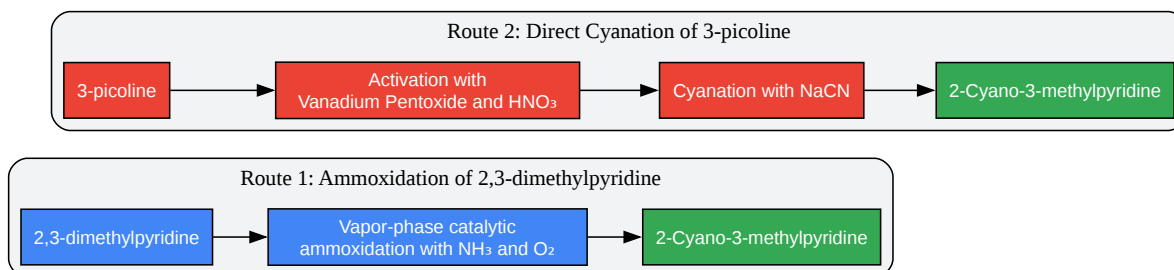 Route 2: Direct Cyanation of 3-picoline
3-picoline
Activation with
Vanadium Pentoxide and HNO₃
Cyanation with NaCN
2-Cyano-3-methylpyridine
Route 1: Ammoxidation of 2,3-dimethylpyridine
2,3-dimethylpyridine
Vapor-phase catalytic
ammoxidation with NH₃ and O₂
2-Cyano-3-methylpyridine